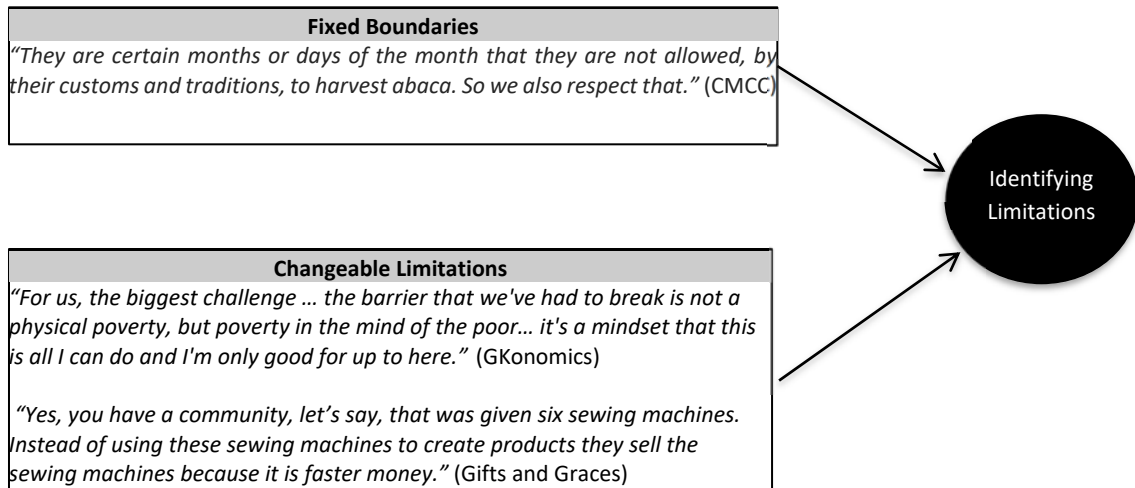 Fixed Boundaries
“They are certain months or days of the month that they are not allowed, by
their customs and traditions, to harvest abaca. So we also respect that.” (CMCC)
Identifying
Limitations
Changeable Limitations
“For us, the biggest challenge … the barrier that we've had to break is not a
physical poverty, but poverty in the mind of the poor… it's a mindset that this
is all I can do and I'm only good for up to here.” (GKonomics)
“Yes, you have a community, let’s say, that was given six sewing machines.
Instead of using these sewing machines to create products they sell the
sewing machines because it is faster money.” (Gifts and Graces)